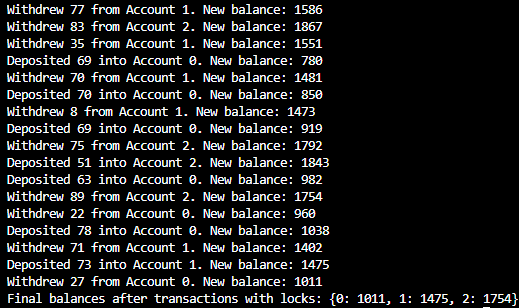 Withdrew 77 from Account 1. New balance: 1586
Withdrew 83 from Account 2. New balance: 1867
Withdrew 35 from Account 1. New balance: 1551
Deposited 69 into Account 0. New balance: 780
Withdrew 70 from Account 1. New balance: 1481
Deposited 70 into Account 0. New balance: 850
Withdrew 8 from Account 1. New balance: 1473
Deposited 69 into Account 0. New balance: 919
Withdrew 75 from Account 2. New balance: 1792
Deposited 51 into Account 2. New balance: 1843
Deposited 63 into Account 0. New balance: 982
Withdrew 89 from Account 2. New balance: 1754
Withdrew 22 from Account 0. New balance: 960
Deposited 78 into Account 0. New balance: 1038
Withdrew 71 from Account 1. New balance: 1402
Deposited 73 into Account 1. New balance: 1475
Withdrew 27 from Account 0. New balance: 1011
Final balances after transactions with locks: {0: 1011, 1: 1475, 2: 1754}